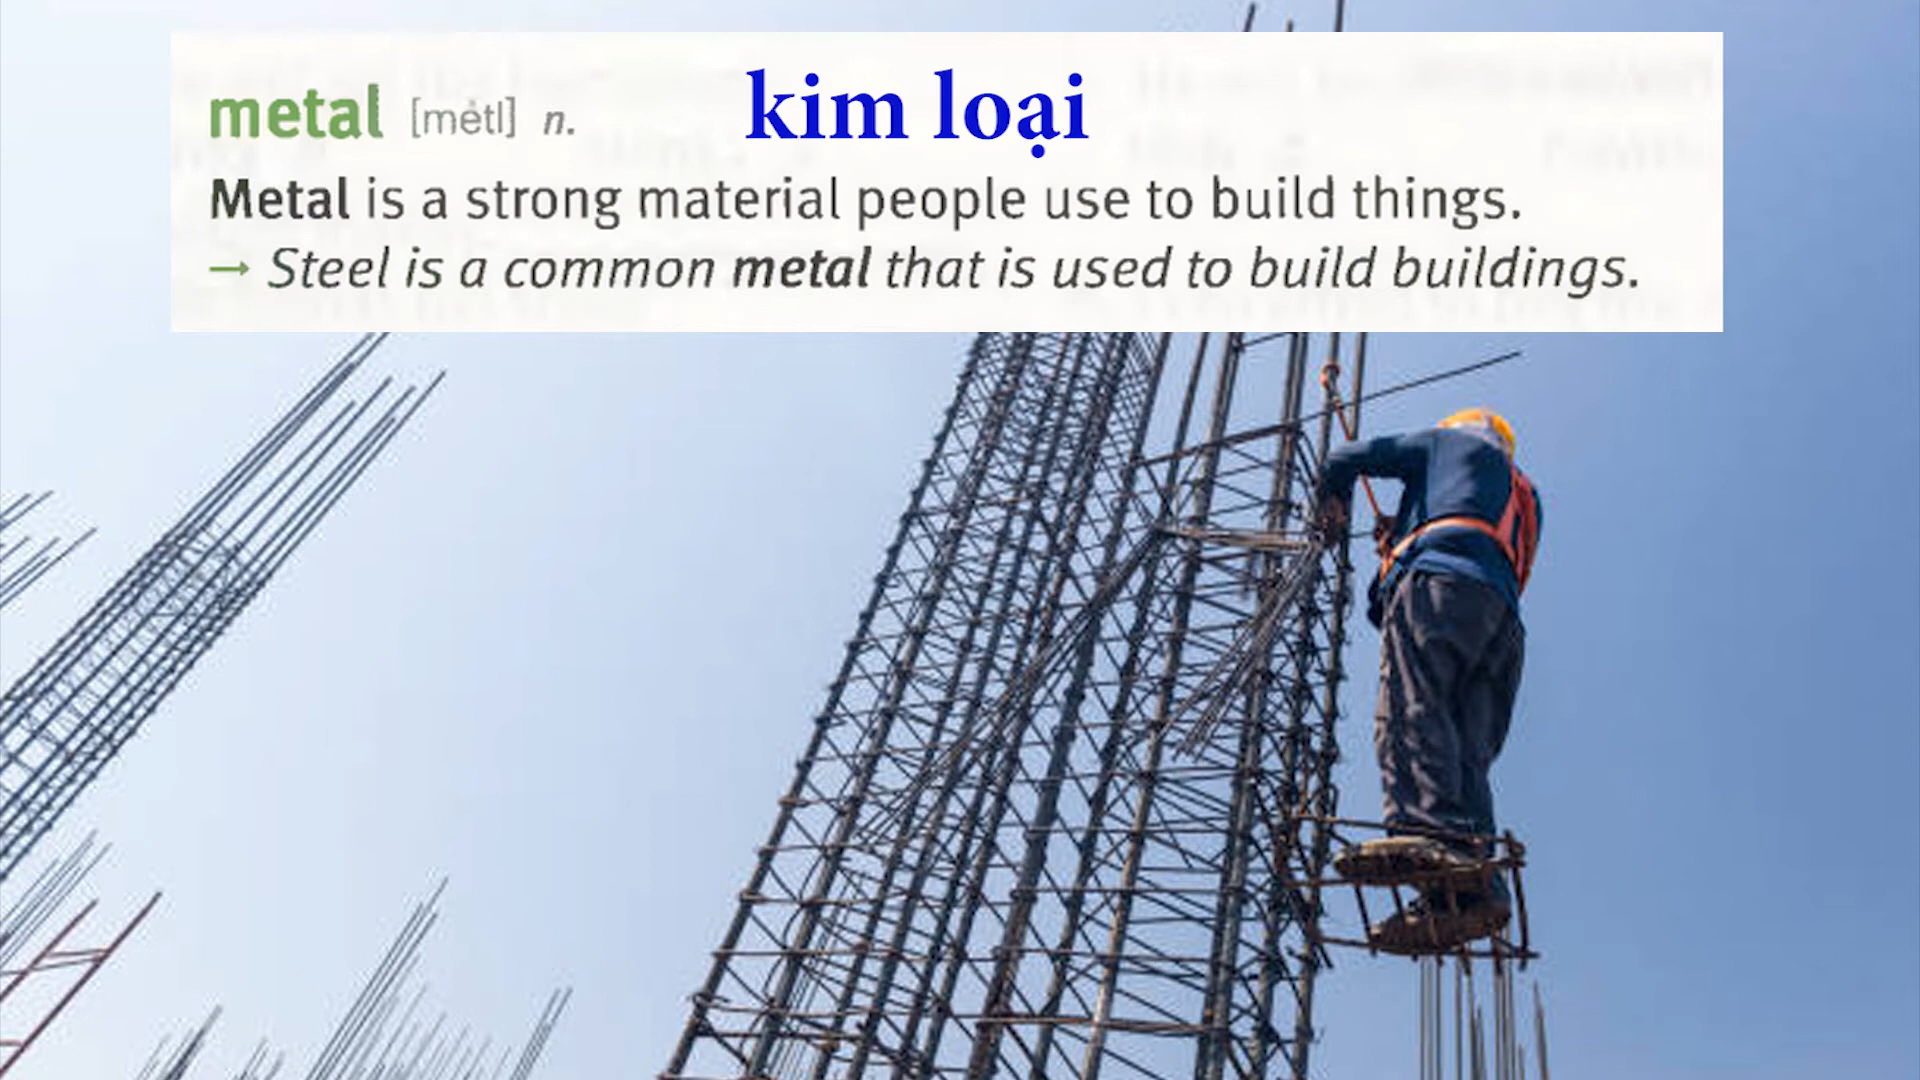 metal [mètl] n. kim loại
Metal is a strong material people use to build things.
→ Steel is a common metal that is used to build buildings.